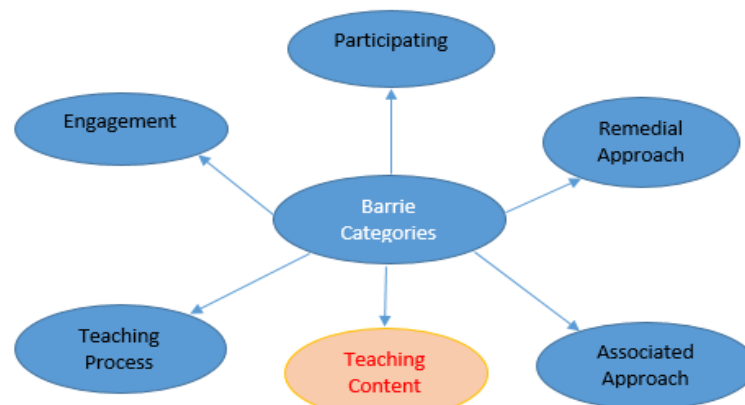 Participating
Engagement
Remedial
Approach
Barrie
Categories
Teaching
Process
Teaching
Content
Associated
Approach